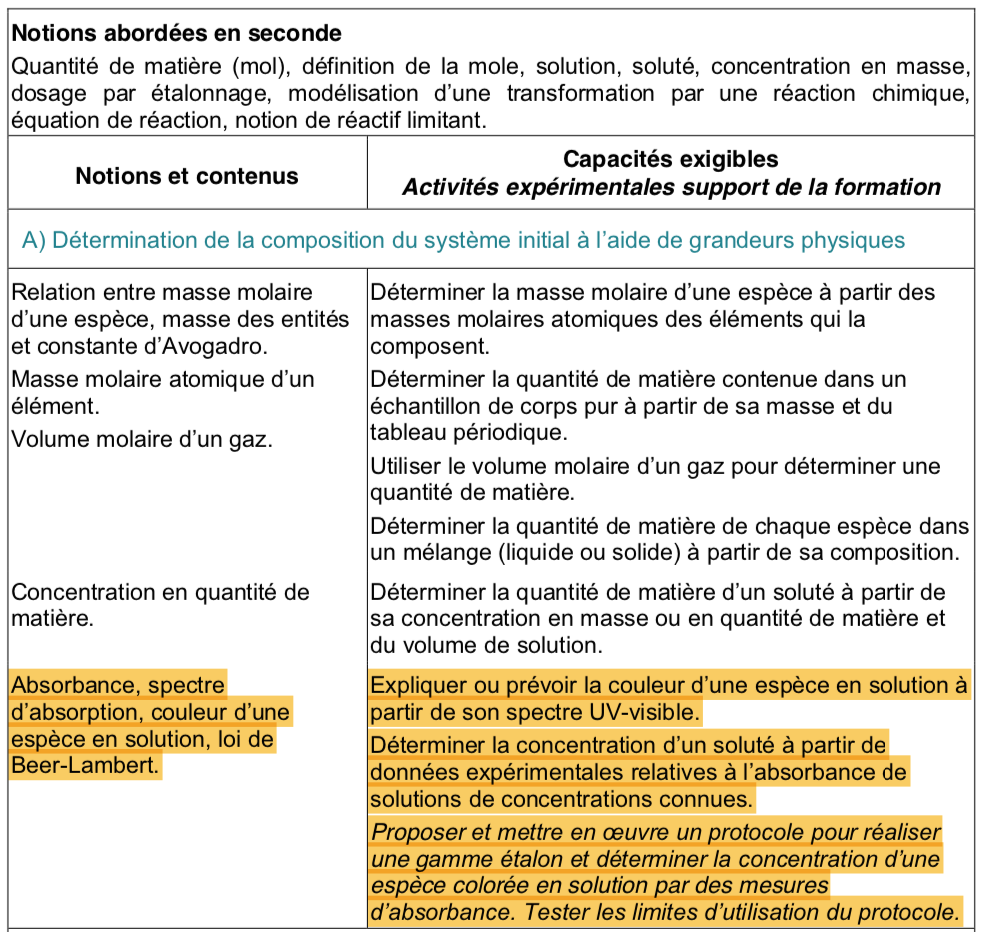 Notions abordées en seconde
Quantité de matière (mol), définition de la mole, solution, soluté, concentration en masse,
dosage par étalonnage, modélisation d’une transformation par une réaction chimique,
équation de réaction, notion de réactif limitant.
Notions et contenus
Capacités exigibles
Activités expérimentales support de la formation
A) Détermination de la composition du système initial à l’aide de grandeurs physiques
Relation entre masse molaire
d’une espèce, masse des entités
et constante d’Avogadro.
Masse molaire atomique d’un
élément.
Volume molaire d’un gaz.
Déterminer la masse molaire d’une espèce à partir des
masses molaires atomiques des éléments qui la
composent.
Déterminer la quantité de matière contenue dans un
échantillon de corps pur à partir de sa masse et du
tableau périodique.
Utiliser le volume molaire d’un gaz pour déterminer une
quantité de matière.
Déterminer la quantité de matière de chaque espèce dans
un mélange (liquide ou solide) à partir de sa composition.
Concentration en quantité de
matière.
Déterminer la quantité de matière d’un soluté à partir de
sa concentration en masse ou en quantité de matière et
du volume de solution.
Absorbance, spectre
d’absorption, couleur d’une
espèce en solution, loi de
Beer-Lambert.
Expliquer ou prévoir la couleur d’une espèce en solution à
partir de son spectre UV-visible.
Déterminer la concentration d’un soluté à partir de
données expérimentales relatives à l’absorbance de
solutions de concentrations connues.
Proposer et mettre en œuvre un protocole pour réaliser
une gamme étalon et déterminer la concentration d’une
espèce colorée en solution par des mesures
d’absorbance. Tester les limites d’utilisation du protocole.